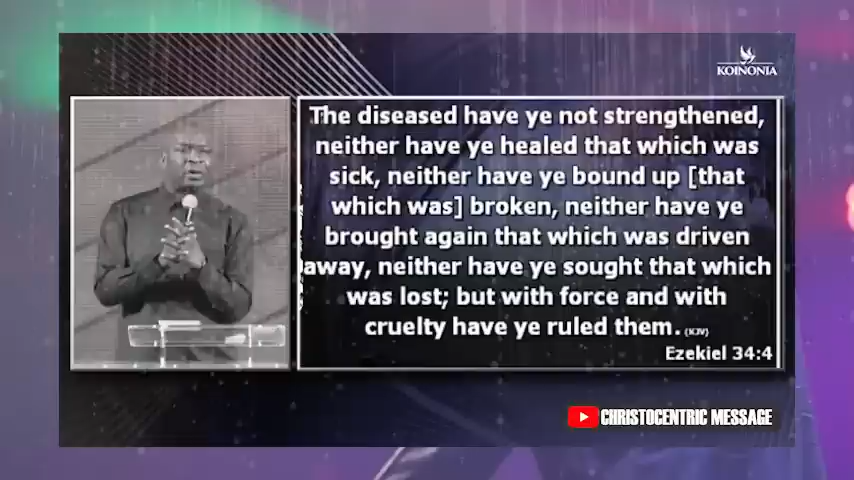 KOINONIA
The diseased have ye not strengthened,
neither have ye healed that which was
sick, neither have ye bound up [that
which was] broken, neither have ye
brought again that which was driven
away, neither have ye sought that which
was lost; but with force and with
cruelty have ye ruled them. (KJV)
Ezekiel 34:4
CHRISTOCENTRIC MESSAGE